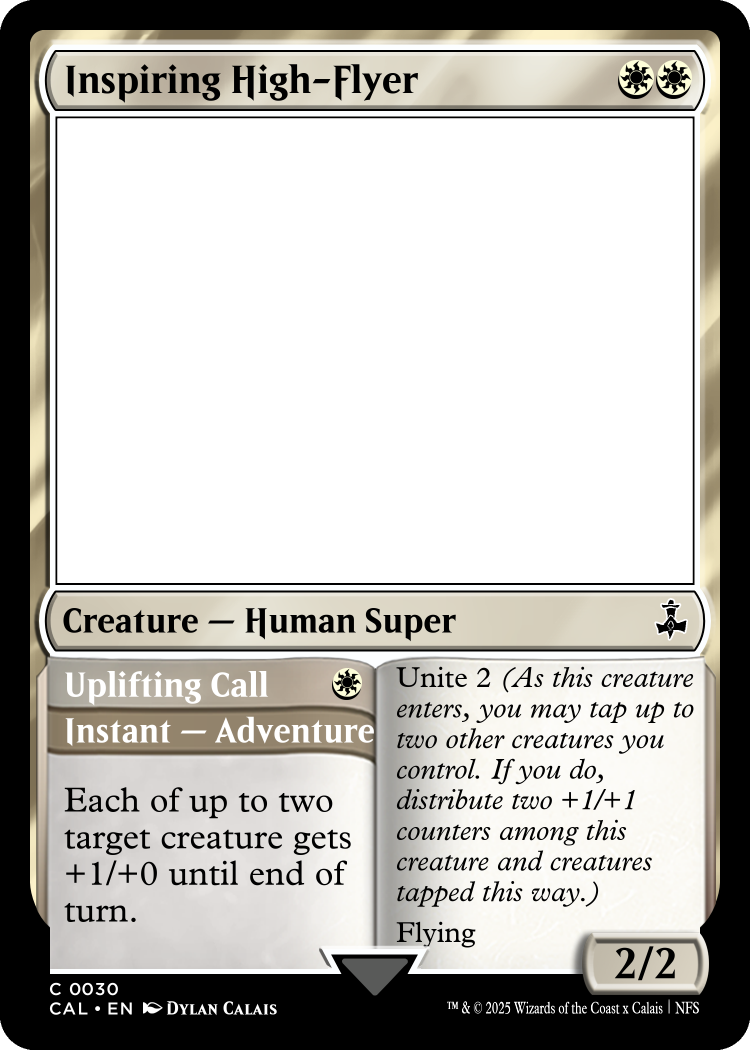 Inspiring High-Flyer
Creature — Human Super
Uplifting Call
Instant — Adventure
Each of up to two
target creature gets
+1/+0 until end of
turn.
Unite 2 (As this creature
enters, you may tap up to
two other creatures you
control. If you do,
distribute two +1/+1
counters among this
creature and creatures
tapped this way.)
Flying
2/2
C 0030
CAL • EN Dylan Calais
™ & © 2025 Wizards of the Coast x Calais | NFS